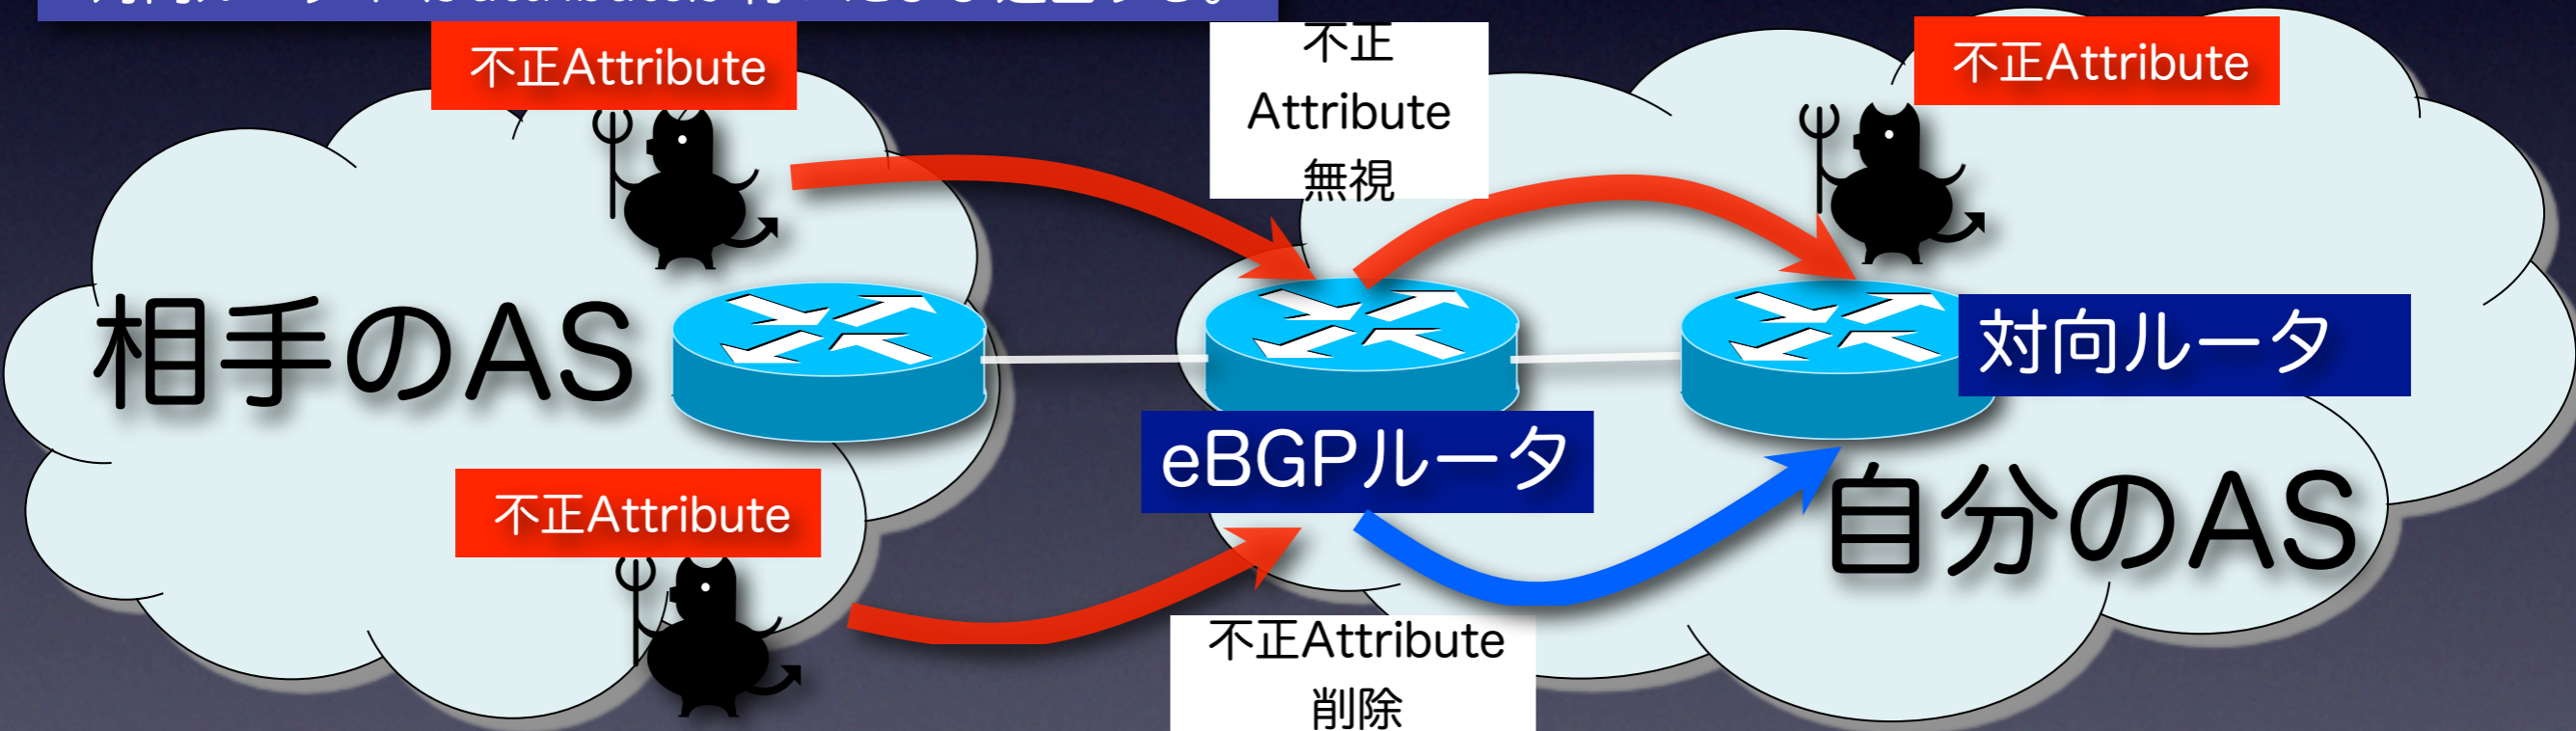 不正Attribute
不正
Attribute
無視
不正Attribute
相手のAS
対向ルータ
eBGPルータ
不正Attribute
自分のAS
不正Attribute
削除